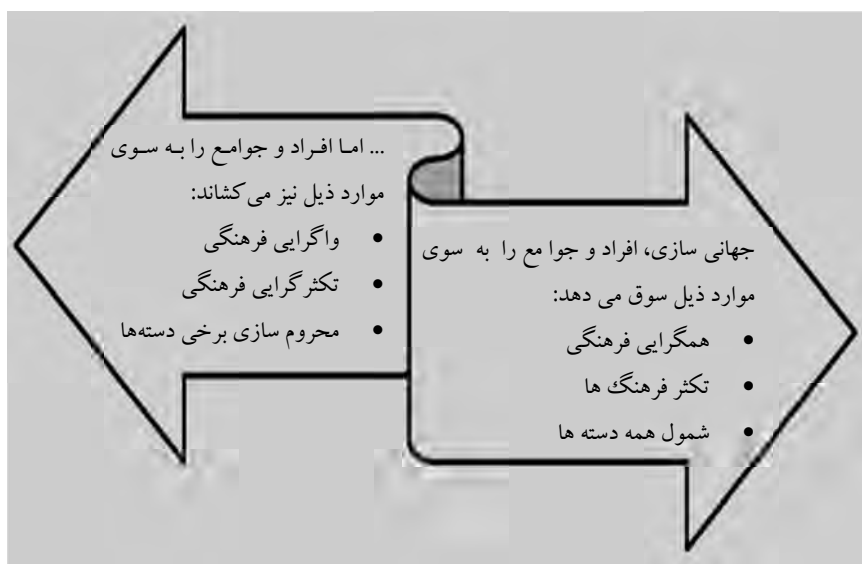 جهانی سازی، افراد و جوا مع را به سوی
موارد ذیل سوق می دهد:
• همگرایی فرهنگی
• تکثر فرهنگ ها
• شمول همه دسته ها
... اما افراد و جوامع را به سوی
موارد ذیل نیز می‌کشاند:
• واگرایی فرهنگی
• تکثرگرایی فرهنگی
• محروم سازی برخی دسته‌ها